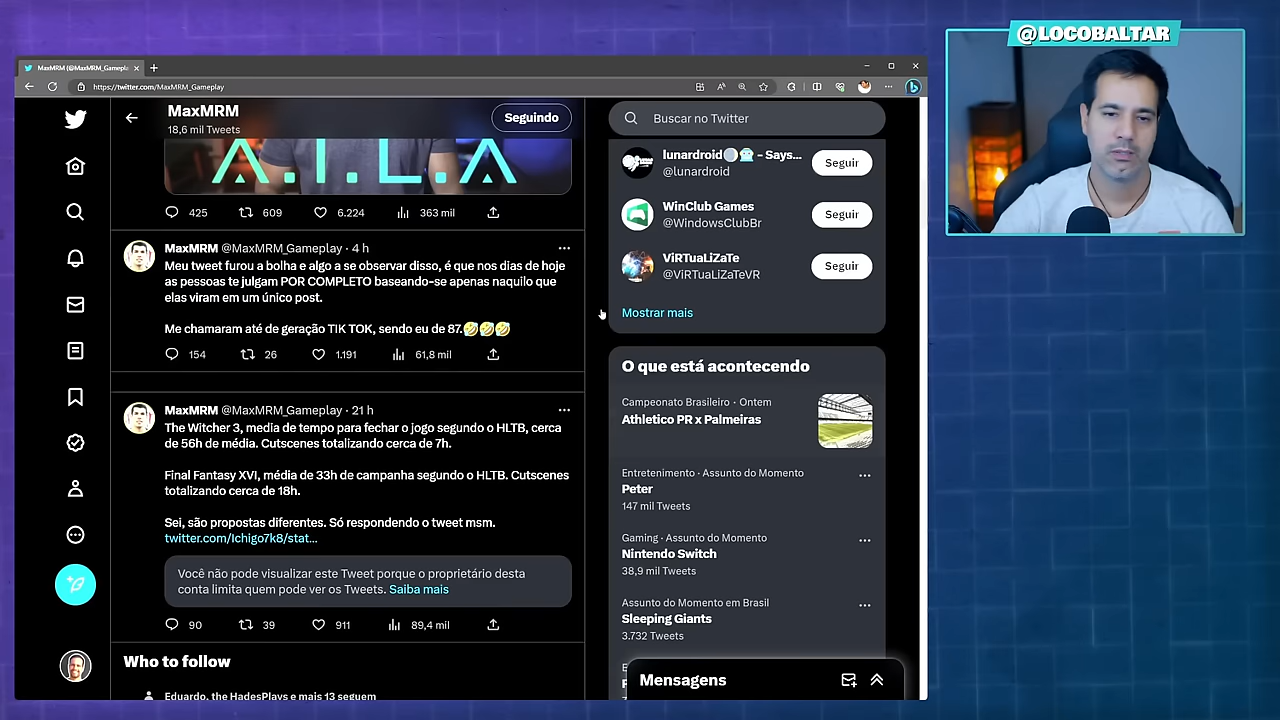 @LOCOBALTAR
MaxMRM (@MaxMRM_Gamepla
https://twitter.com/MaxMRM_Gameplay
MaxMRM
18,6 mil Tweets
Seguindo
A.I.L.A
425 609 6.224 363 mil
MaxMRM @MaxMRM_Gameplay · 4 h
Meu tweet furou a bolha e algo a se observar disso, é que nos dias de hoje
as pessoas te julgam POR COMPLETO baseando-se apenas naquilo que
elas viram em um único post.
Me chamaram até de geração TIK TOK, sendo eu de 87.🤣🤣🤣
154 26 1.191 61,8 mil
MaxMRM @MaxMRM_Gameplay · 21 h
The Witcher 3, media de tempo para fechar o jogo segundo o HLTB, cerca
de 56h de média. Cutscenes totalizando cerca de 7h.
Final Fantasy XVI, média de 33h de campanha segundo o HLTB. Cutscenes
totalizando cerca de 18h.
Sei, são propostas diferentes. Só respondendo o tweet msm.
twitter.com/Ichigo7k8/stat...
Você não pode visualizar este Tweet porque o proprietário desta
conta limita quem pode ver os Tweets. Saiba mais
90 39 911 89,4 mil
Who to follow
Eduardo, the HadesPlays e mais 13 seguem
Buscar no Twitter
lunardroid – Says...
@lunardroid
Seguir
WinClub Games
@WindowsClubBr
Seguir
ViRTuaLiZaTe
@ViRTuaLiZaTeVR
Seguir
Mostrar mais
O que está acontecendo
Campeonato Brasileiro · Ontem
Athletico PR x Palmeiras
Entretenimento · Assunto do Momento
Peter
147 mil Tweets
Gaming · Assunto do Momento
Nintendo Switch
38,9 mil Tweets
Assunto do Momento em Brasil
Sleeping Giants
3.732 Tweets
Mensagens